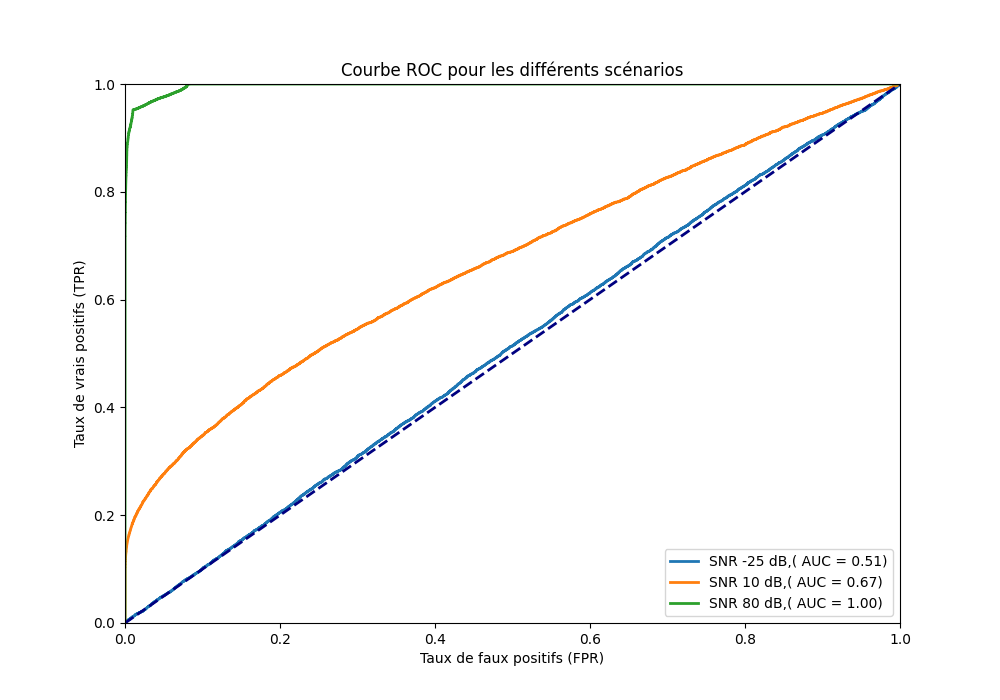 Courbe ROC pour les différents scénarios
1.0
0.8
0.6
0.4
0.2
0.0
Taux de vrais positifs (TPR)
0.0 0.2 0.4 0.6 0.8 1.0
Taux de faux positifs (FPR)
SNR -25 dB,( AUC = 0.51)
SNR 10 dB,( AUC = 0.67)
SNR 80 dB,( AUC = 1.00)